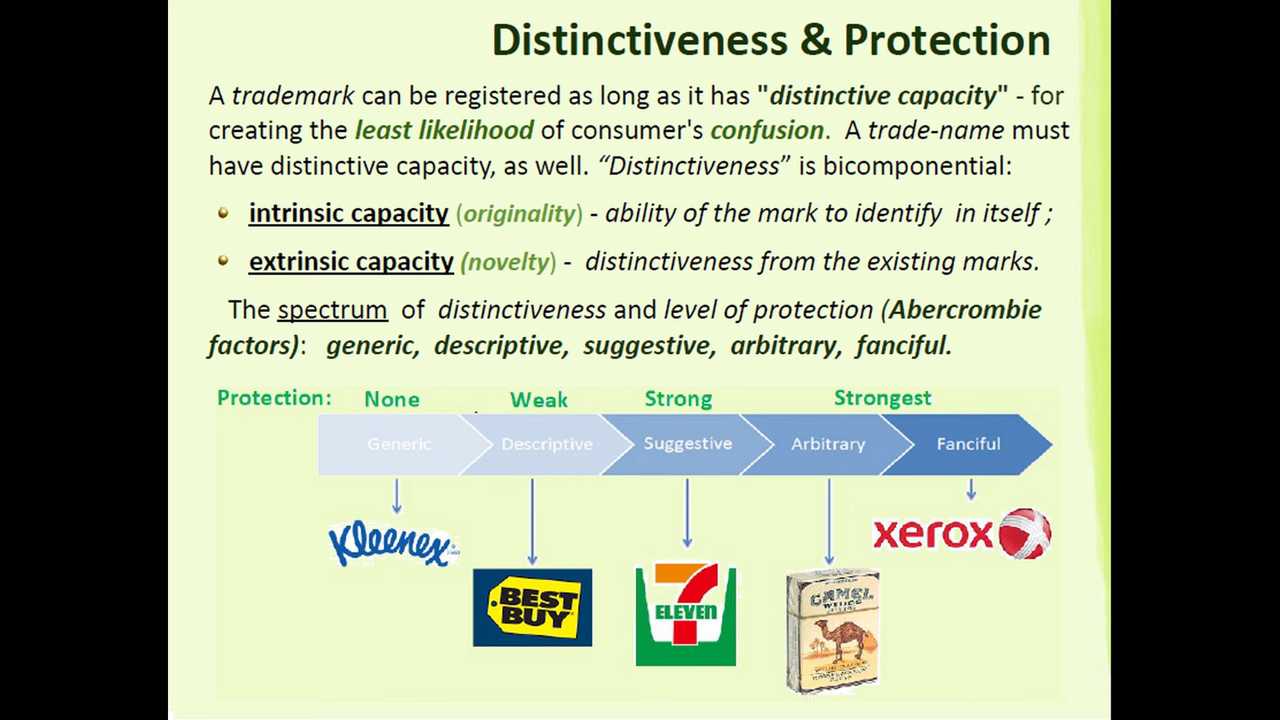 Distinctiveness & Protection
A trademark can be registered as long as it has "distinctive capacity" - for
creating the least likelihood of consumer's confusion. A trade-name must
have distinctive capacity, as well. “Distinctiveness” is bicomponential:
intrinsic capacity (originality) - ability of the mark to identify in itself ;
extrinsic capacity (novelty) - distinctiveness from the existing marks.
The spectrum of distinctiveness and level of protection (Abercrombie
factors): generic, descriptive, suggestive, arbitrary, fanciful.
Protection: None Weak Strong Strongest
Generic Descriptive Suggestive Arbitrary Fanciful
Kleenex
xerox
BEST
BUY
7
ELEVEN
CAMEL